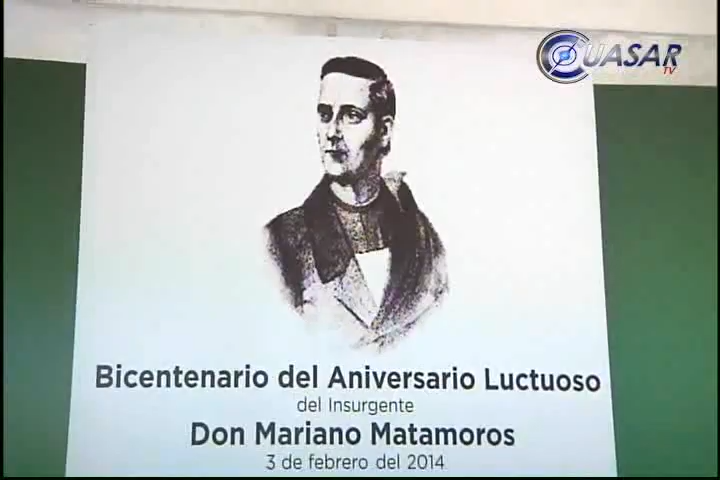 QUASAR
TV
Bicentenario del Aniversario Luctuoso
del Insurgente
Don Mariano Matamoros
3 de febrero del 2014